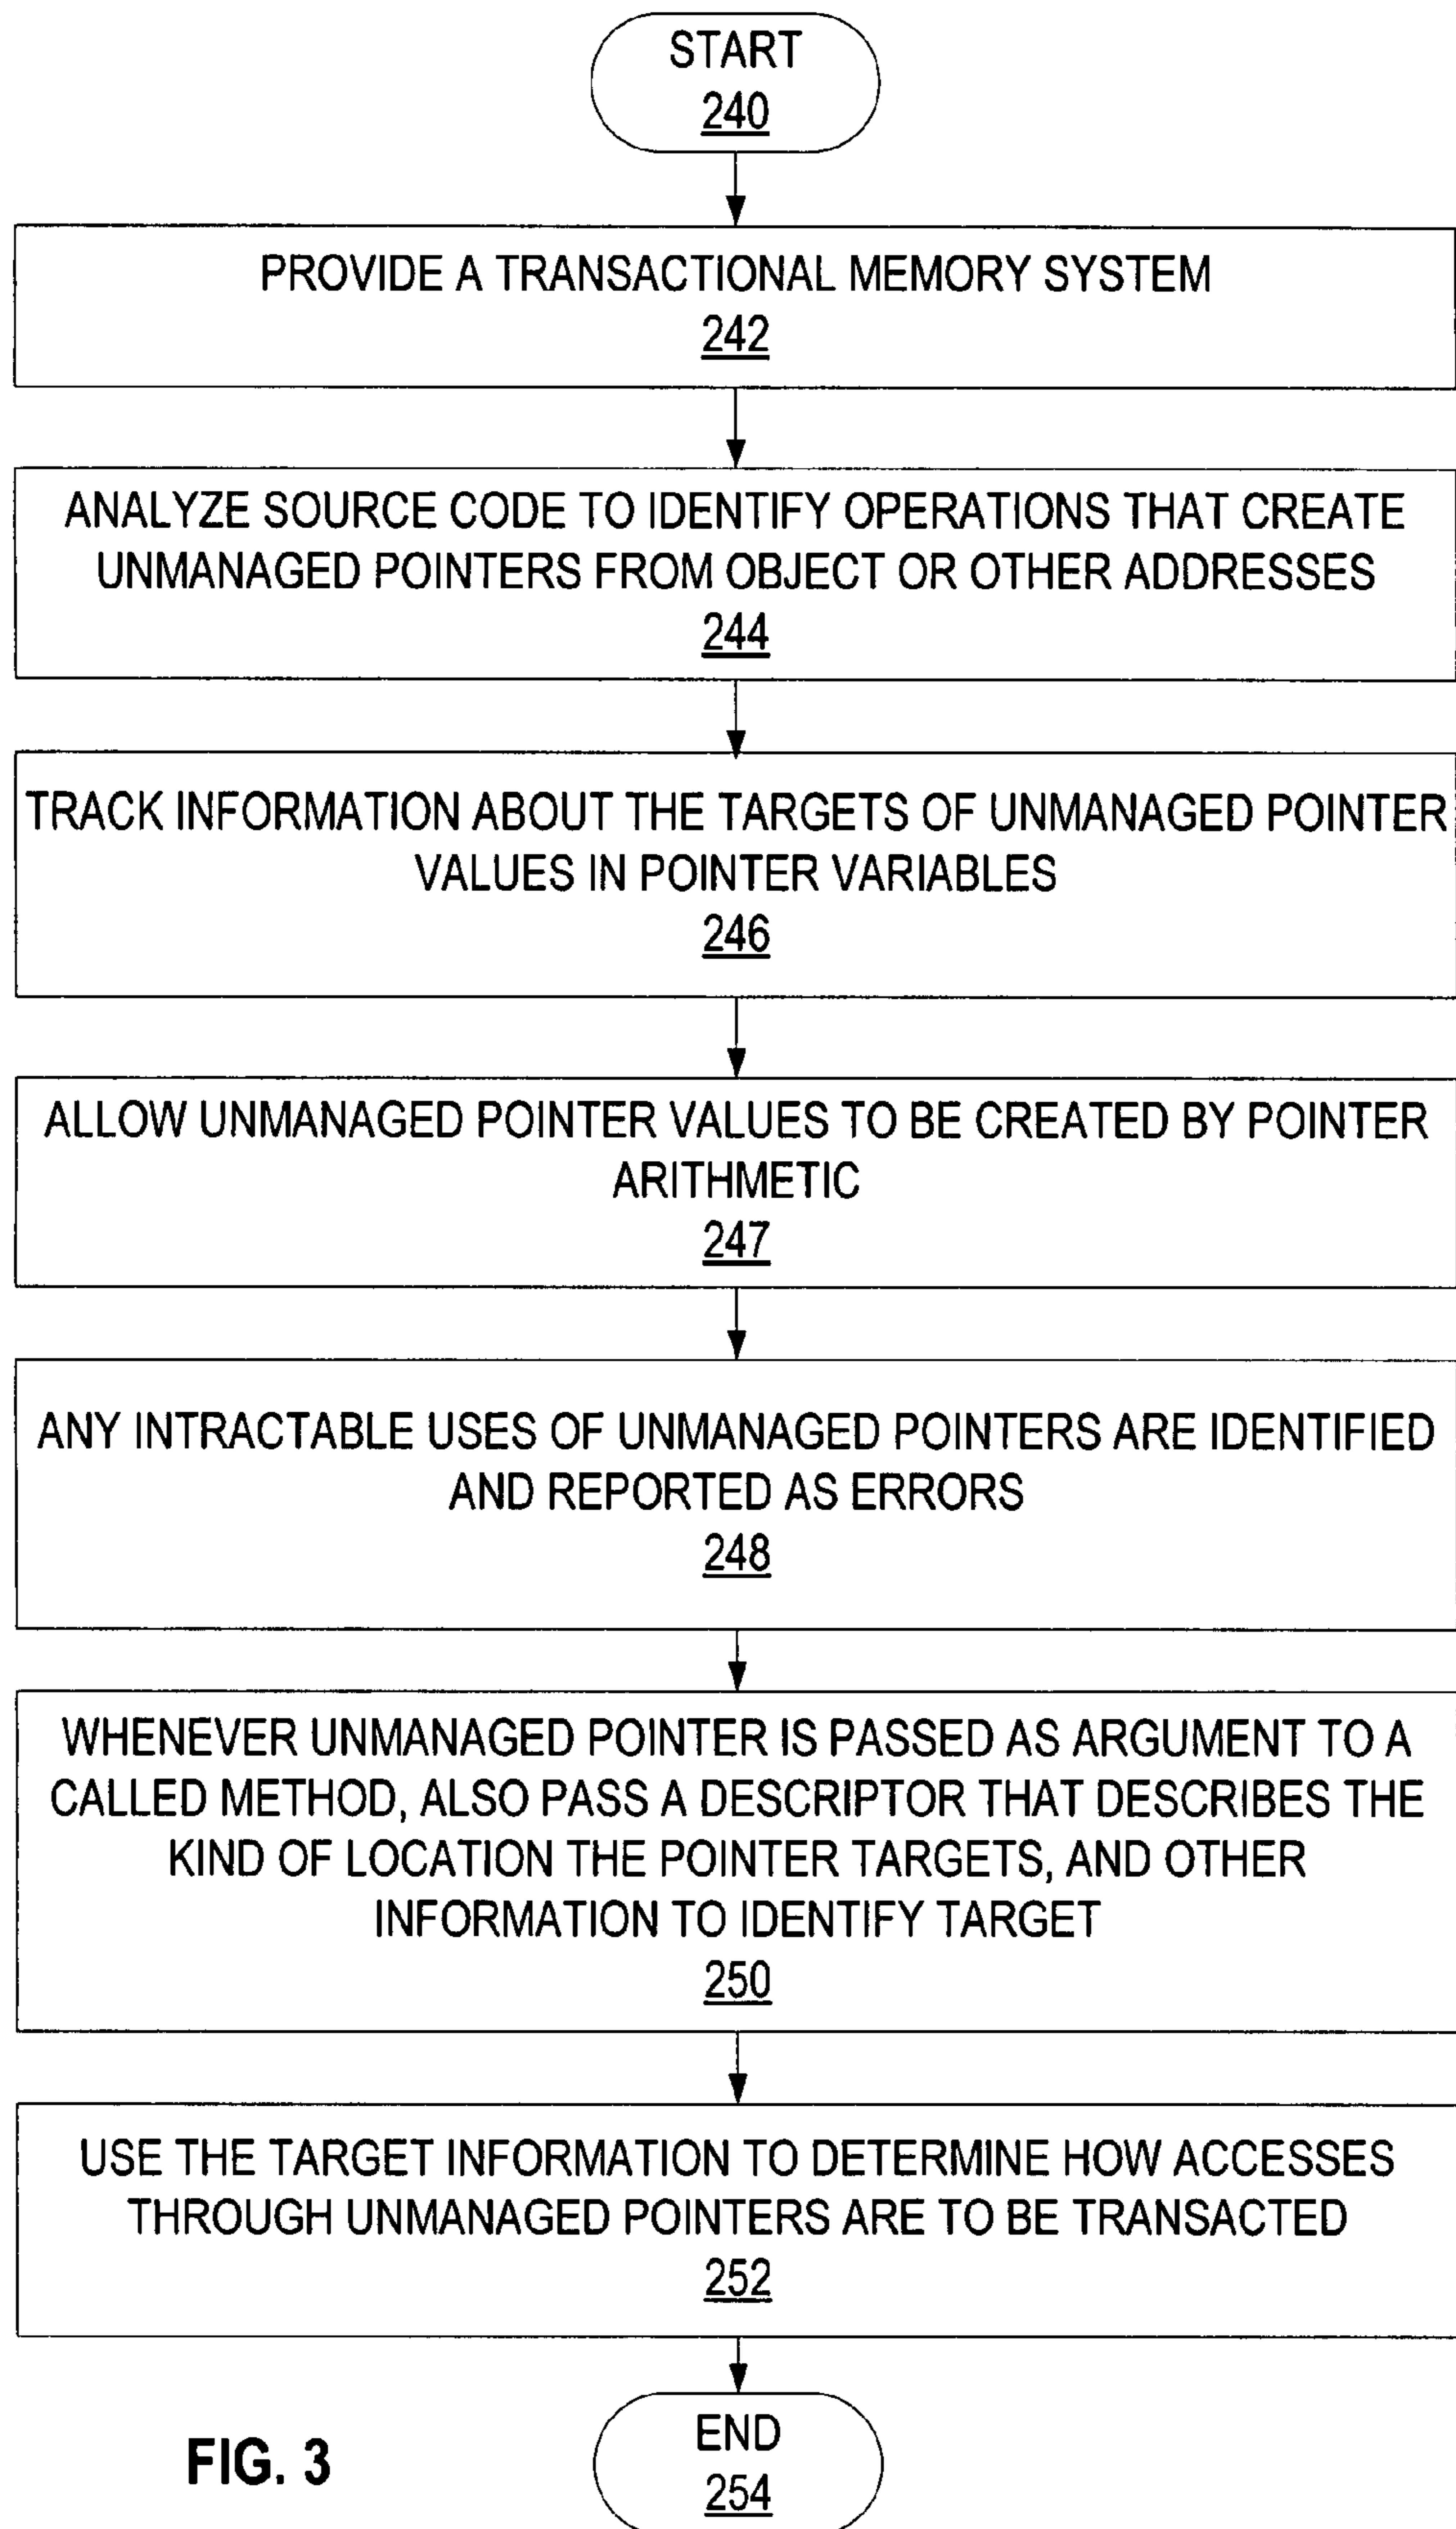 START
240
PROVIDE A TRANSACTIONAL MEMORY SYSTEM
242
ANALYZE SOURCE CODE TO IDENTIFY OPERATIONS THAT CREATE
UNMANAGED POINTERS FROM OBJECT OR OTHER ADDRESSES
244
TRACK INFORMATION ABOUT THE TARGETS OF UNMANAGED POINTER
VALUES IN POINTER VARIABLES
246
ALLOW UNMANAGED POINTER VALUES TO BE CREATED BY POINTER
ARITHMETIC
247
ANY INTRACTABLE USES OF UNMANAGED POINTERS ARE IDENTIFIED
AND REPORTED AS ERRORS
248
WHENEVER UNMANAGED POINTER IS PASSED AS ARGUMENT TO A
CALLED METHOD, ALSO PASS A DESCRIPTOR THAT DESCRIBES THE
KIND OF LOCATION THE POINTER TARGETS, AND OTHER
INFORMATION TO IDENTIFY TARGET
250
USE THE TARGET INFORMATION TO DETERMINE HOW ACCESSES
THROUGH UNMANAGED POINTERS ARE TO BE TRANSACTED
252
END
254
FIG. 3